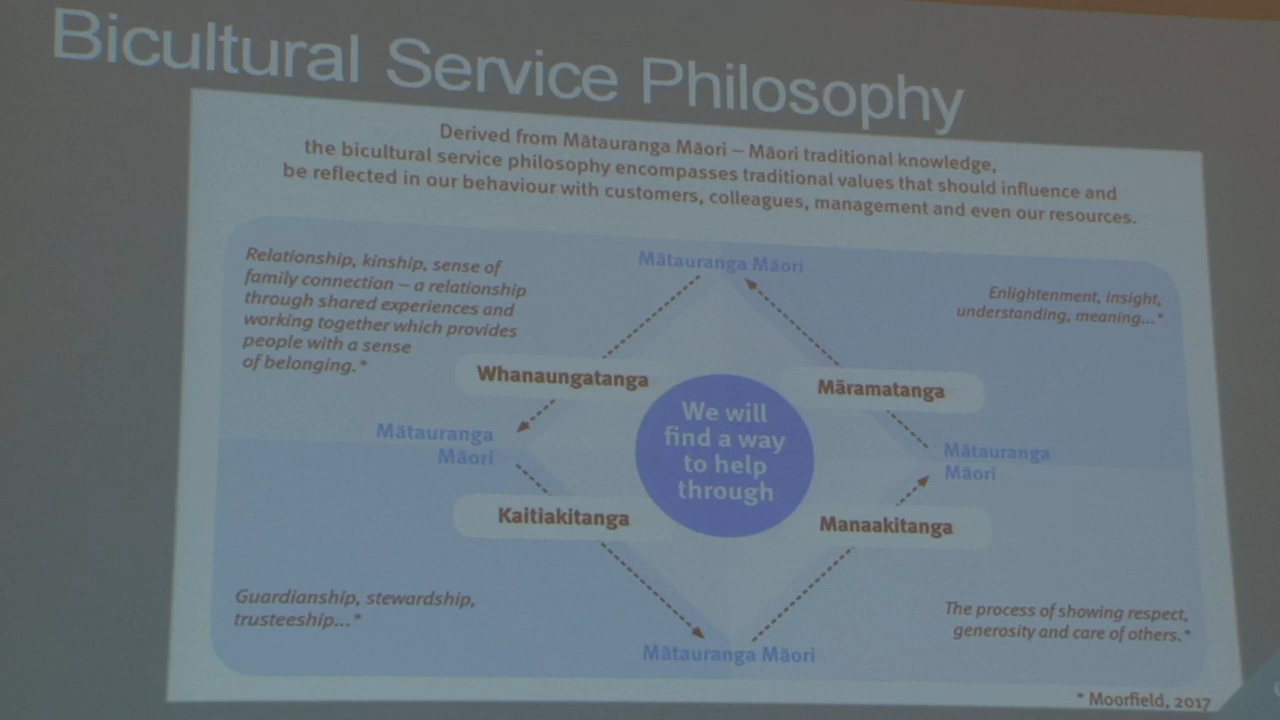 Bicultural Service Philosophy
Derived from Mātauranga Māori – Māori traditional knowledge,
the bicultural service philosophy encompasses traditional values that should influence and
be reflected in our behaviour with customers, colleagues, management and even our resources.
Relationship, kinship, sense of
family connection – a relationship
through shared experiences and
working together which provides
people with a sense
of belonging.*
Mātauranga Māori
Enlightenment, insight,
understanding, meaning...*
Whanaungatanga
Māramatanga
We will
find a way
to help
through
Mātauranga
Māori
Mātauranga
Māori
Kaitiakitanga
Manaakitanga
Guardianship, stewardship,
trusteeship...*
The process of showing respect,
generosity and care of others.*
Mātauranga Māori
* Moorfield, 2017